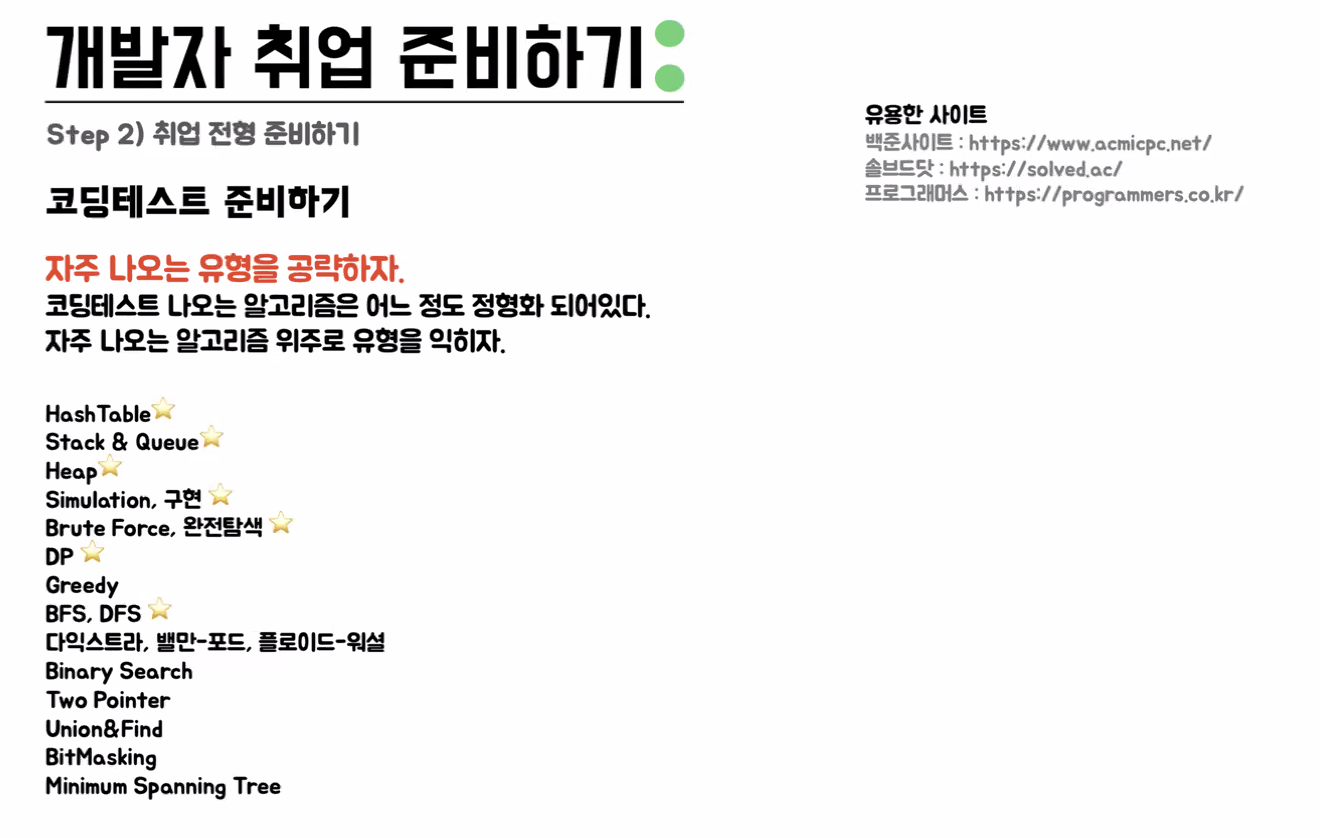 개발자 취업 준비하기:
Step 2) 취업 전형 준비하기
코딩테스트 준비하기
자주 나오는 유형을 공략하자.
코딩테스트 나오는 알고리즘은 어느 정도 정형화 되어있다.
자주 나오는 알고리즘 위주로 유형을 익히자.
HashTable⭐
Stack & Queue⭐
Heap⭐
Simulation, 구현 ⭐
Brute Force, 완전탐색 ⭐
DP ⭐
Greedy
BFS, DFS ⭐
다익스트라, 밸만-포드, 플로이드-워셜
Binary Search
Two Pointer
Union&Find
BitMasking
Minimum Spanning Tree
유용한 사이트
백준사이트 : https://www.acmicpc.net/
솔브드닷 : https://solved.ac/
프로그래머스 : https://programmers.co.kr/